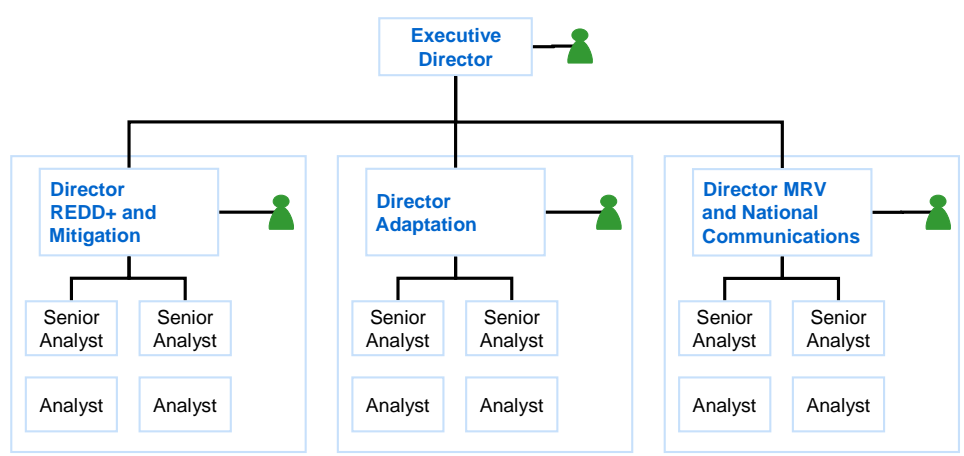 Executive
Director
Director
REDD+ and
Mitigation
Director
Adaptation
Director MRV
and National
Communications
Senior
Analyst
Senior
Analyst
Senior
Analyst
Senior
Analyst
Senior
Analyst
Senior
Analyst
Analyst
Analyst
Analyst
Analyst
Analyst
Analyst